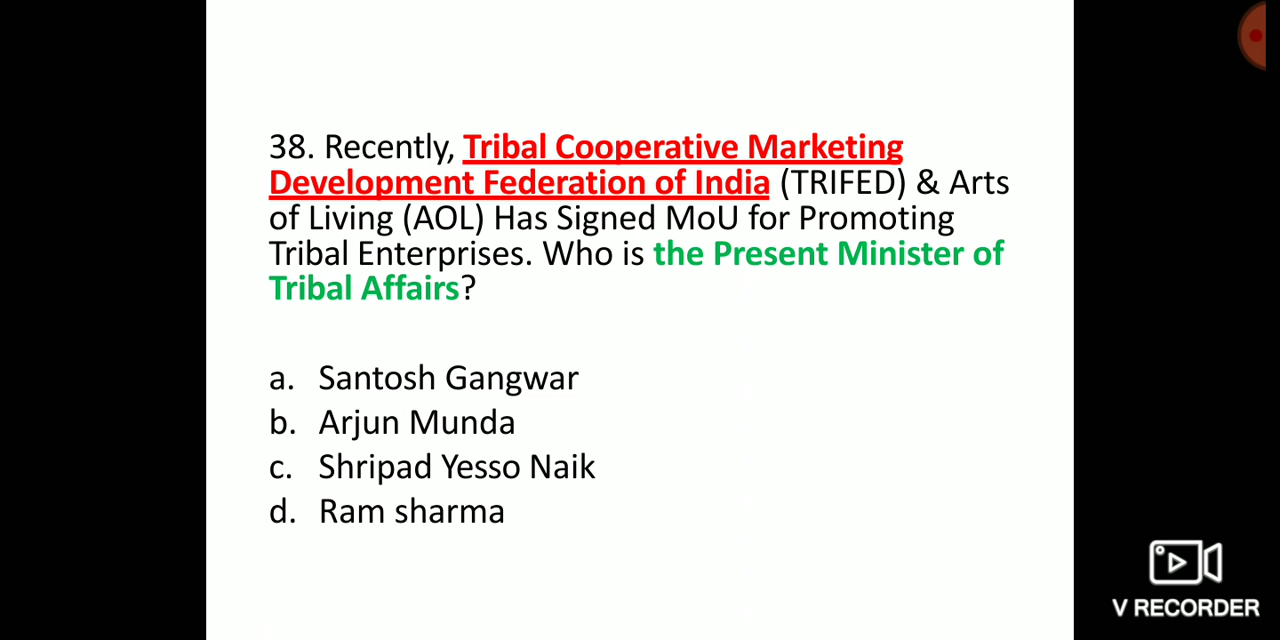 38. Recently, Tribal Cooperative Marketing
Development Federation of India (TRIFED) & Arts
of Living (AOL) Has Signed MoU for Promoting
Tribal Enterprises. Who is the Present Minister of
Tribal Affairs?
a. Santosh Gangwar
b. Arjun Munda
c. Shripad Yesso Naik
d. Ram sharma
V RECORDER